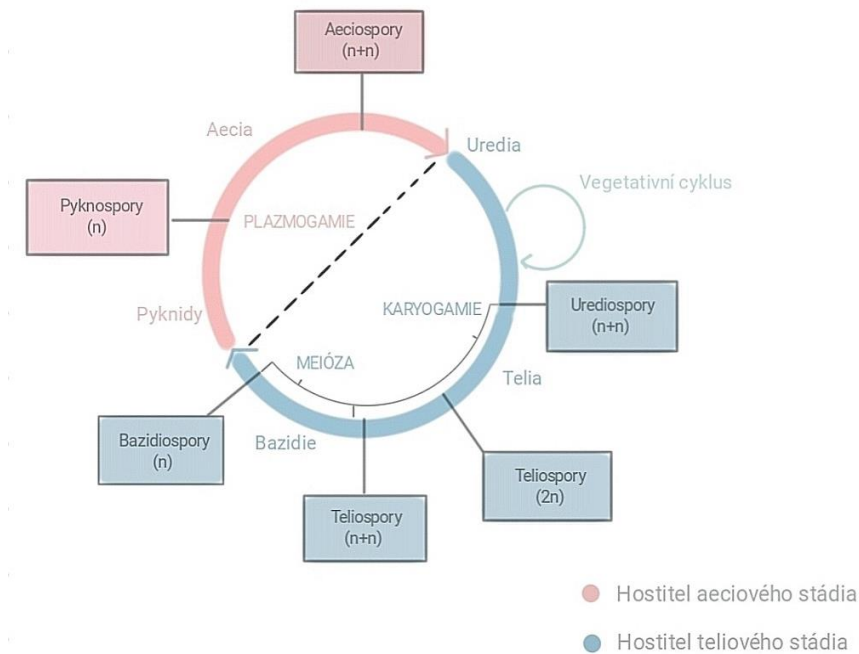 Aeciospory
(n+n)
Aecia
Uredia
Vegetativní cyklus
Pyknospory
(n)
PLAZMOGAMIE
Pyknidy
KARYOGAMIE
Urediospory
(n+n)
MEIÓZA
Telia
Bazidiospory
(n)
Bazidie
Teliospory
(2n)
Teliospory
(n+n)
Hostitel aeciového stádia
Hostitel teliového stádia